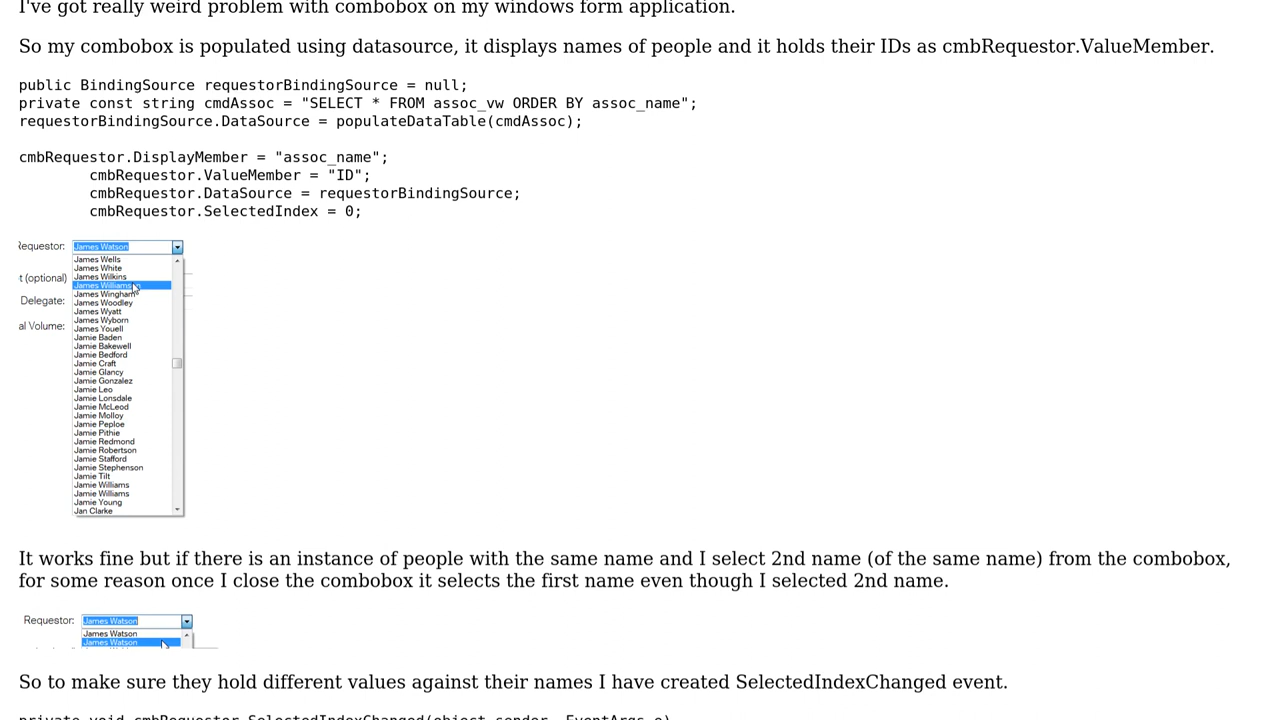 I've got really weird problem with combobox on my windows form application.
So my combobox is populated using datasource, it displays names of people and it holds their IDs as cmbRequestor.ValueMember.
public BindingSource requestorBindingSource = null;
private const string cmdAssoc = "SELECT * FROM assoc_vw ORDER BY assoc_name";
requestorBindingSource.DataSource = populateDataTable(cmdAssoc);
cmbRequestor.DisplayMember = "assoc_name";
cmbRequestor.ValueMember = "ID";
cmbRequestor.DataSource = requestorBindingSource;
cmbRequestor.SelectedIndex = 0;
Requestor: James Watson
James Wells
James White
James Wilkins
t (optional)
James Williams
James Wingham
Delegate: James Woodley
James Wyatt
James Wyborn
al Volume: James Youell
Jamie Baden
Jamie Bakewell
Jamie Bedford
Jamie Craft
Jamie Glancy
Jamie Gonzalez
Jamie Leo
Jamie Lonsdale
Jamie McLeod
Jamie Molloy
Jamie Peploe
Jamie Pithie
Jamie Redmond
Jamie Robertson
Jamie Stafford
Jamie Stephenson
Jamie Tilt
Jamie Williams
Jamie Williams
Jamie Young
Jan Clarke
It works fine but if there is an instance of people with the same name and I select 2nd name (of the same name) from the combobox,
for some reason once I close the combobox it selects the first name even though I selected 2nd name.
Requestor: James Watson
James Watson
James Watson
So to make sure they hold different values against their names I have created SelectedIndexChanged event.
private void cmbRequestor_SelectedIndexChanged(object sender, EventArgs e)